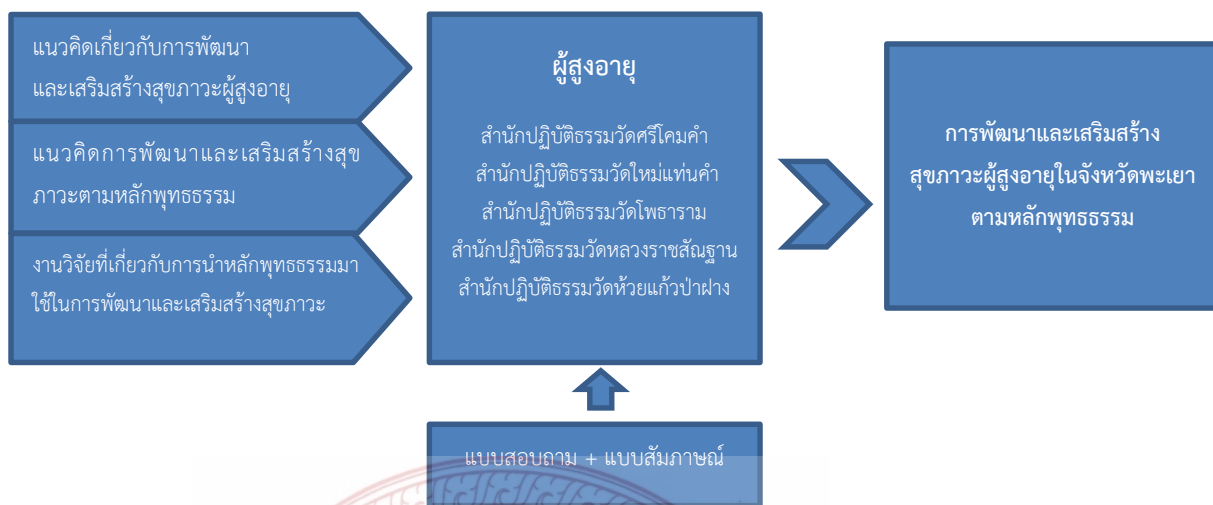 แนวคิดเกี่ยวกับการพัฒนา
และเสริมสร้างสุขภาวะผู้สูงอายุ
แนวคิดการพัฒนาและเสริมสร้างสุข
ภาวะตามหลักพุทธธรรม
งานวิจัยที่เกี่ยวกับการนำหลักพุทธธรรมมา
ใช้ในการพัฒนาและเสริมสร้างสุขภาวะ
ผู้สูงอายุ
สำนักปฏิบัติธรรมวัดศรีโคมคำ
สำนักปฏิบัติธรรมวัดใหม่แท่นคำ
สำนักปฏิบัติธรรมวัดโพธาราม
สำนักปฏิบัติธรรมวัดหลวงราชสัณฐาน
สำนักปฏิบัติธรรมวัดห้วยแก้วป่าฝาง
แบบสอบถาม + แบบสัมภาษณ์
การพัฒนาและเสริมสร้าง
สุขภาวะผู้สูงอายุในจังหวัดพะเยา
ตามหลักพุทธธรรม